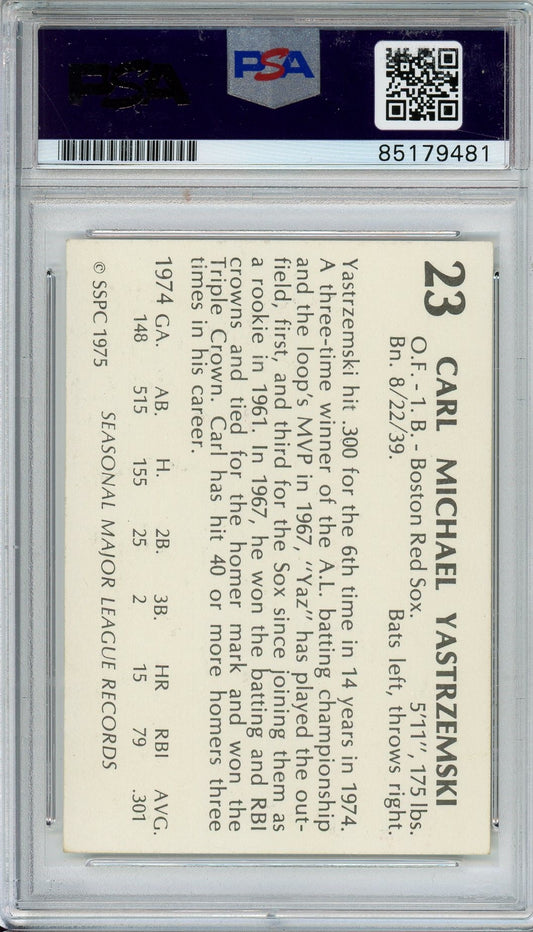 PSA
PSA
85179481
23 CARL MICHAEL YASTRZEMSKI
O.F. - 1. B. - Boston Red Sox. 5'11", 175 lbs.
Bn. 8/22/39. Bats left, throws right.
Yastrzemski hit .300 for the 6th time in 14 years in 1974.
A three-time winner of the A.L. batting championship
and the loop's MVP in 1967, "Yaz" has played the out-
field, first, and third for the Sox since joining them as
a rookie in 1961. In 1967, he won the batting and RBI
crowns and tied for the homer mark and won the
Triple Crown. Carl has hit 40 or more homers three
times in his career.
1974 GA. AB. H. 2B. 3B. HR RBI AVG.
148 515 155 25 2 15 79 .301
© SSPC 1975 SEASONAL MAJOR LEAGUE RECORDS